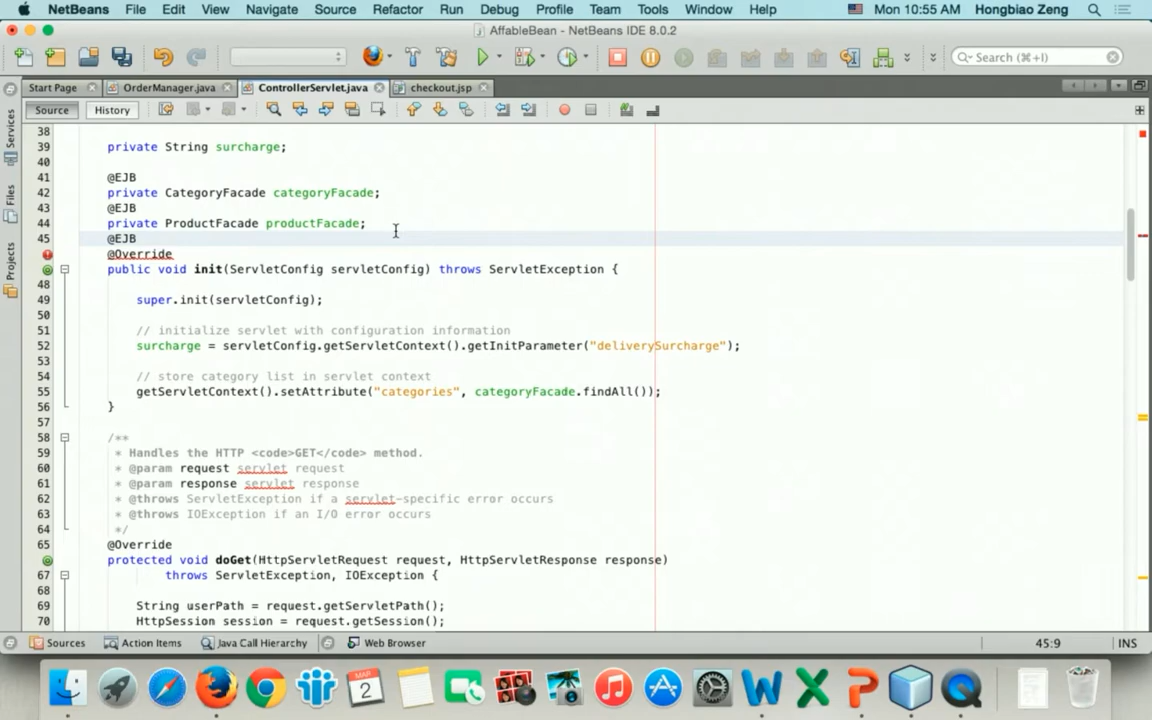 NetBeans File Edit View Navigate Source Refactor Run Debug Profile Team Tools Window Help Mon 10:55 AM Hongbiao Zeng
AffableBean - NetBeans IDE 8.0.2
Search (⌘+I)
Start Page OrderManager.java ControllerServlet.java checkout.jsp
Source History
Services
Files
Projects
38
39 private String surcharge;
40
41 @EJB
42 private CategoryFacade categoryFacade;
43 @EJB
44 private ProductFacade productFacade;
45 @EJB
@Override
public void init(ServletConfig servletConfig) throws ServletException {
48
49 super.init(servletConfig);
50
51 // initialize servlet with configuration information
52 surcharge = servletConfig.getServletContext().getInitParameter("deliverySurcharge");
53
54 // store category list in servlet context
55 getServletContext().setAttribute("categories", categoryFacade.findAll());
56 }
57
58 /**
59 * Handles the HTTP <code>GET</code> method.
60 * @param request servlet request
61 * @param response servlet response
62 * @throws ServletException if a servlet-specific error occurs
63 * @throws IOException if an I/O error occurs
64 */
65 @Override
protected void doGet(HttpServletRequest request, HttpServletResponse response)
67 throws ServletException, IOException {
68
69 String userPath = request.getServletPath();
70 HttpSession session = request.getSession();
Sources Action Items Java Call Hierarchy Web Browser 45:9 INS
MAR
2